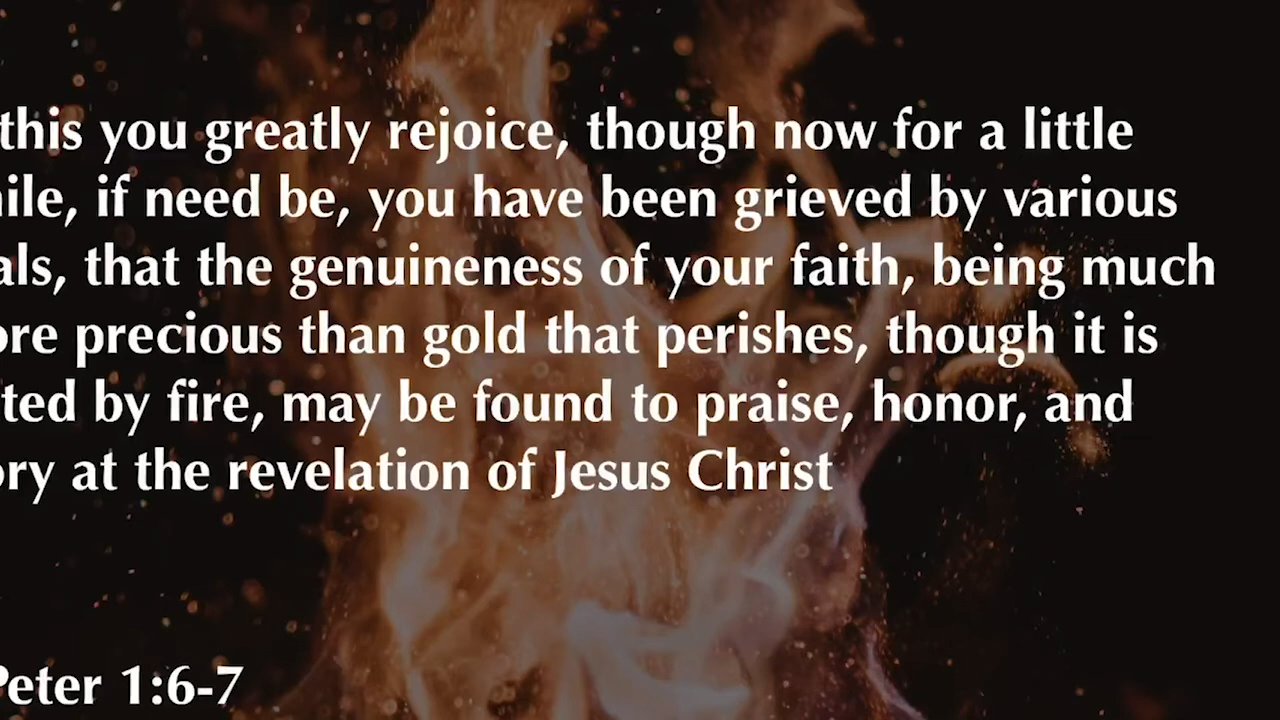 this you greatly rejoice, though now for a little
ile, if need be, you have been grieved by various
als, that the genuineness of your faith, being much
ore precious than gold that perishes, though it is
ted by fire, may be found to praise, honor, and
ory at the revelation of Jesus Christ
Peter 1:6-7